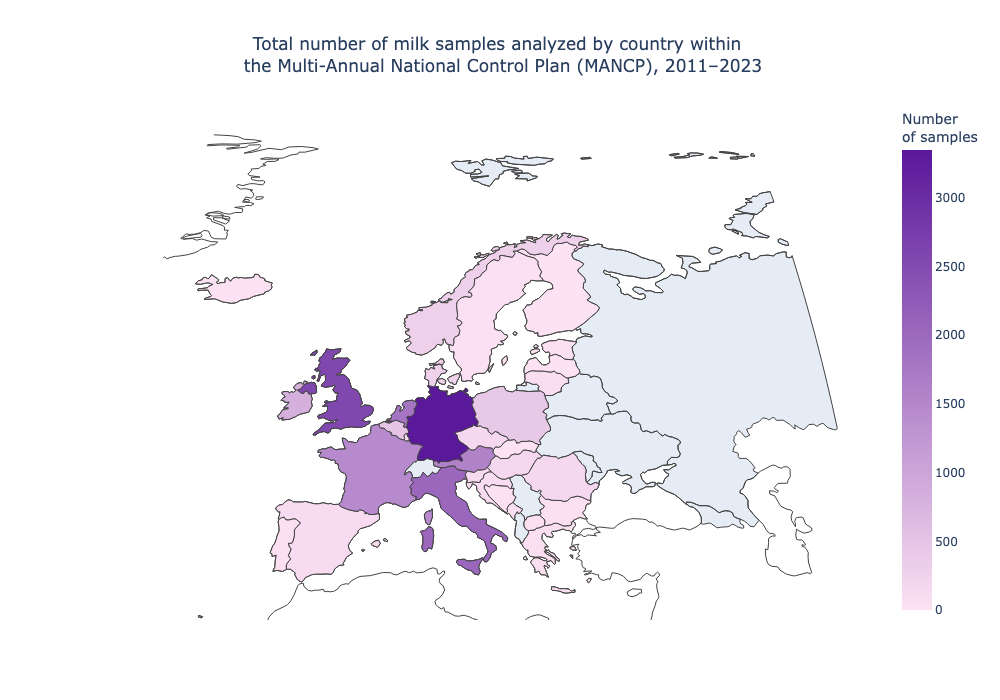 Total number of milk samples analyzed by country within
the Multi-Annual National Control Plan (MANCP), 2011–2023
Number
of samples
3000
2500
2000
1500
1000
500
0